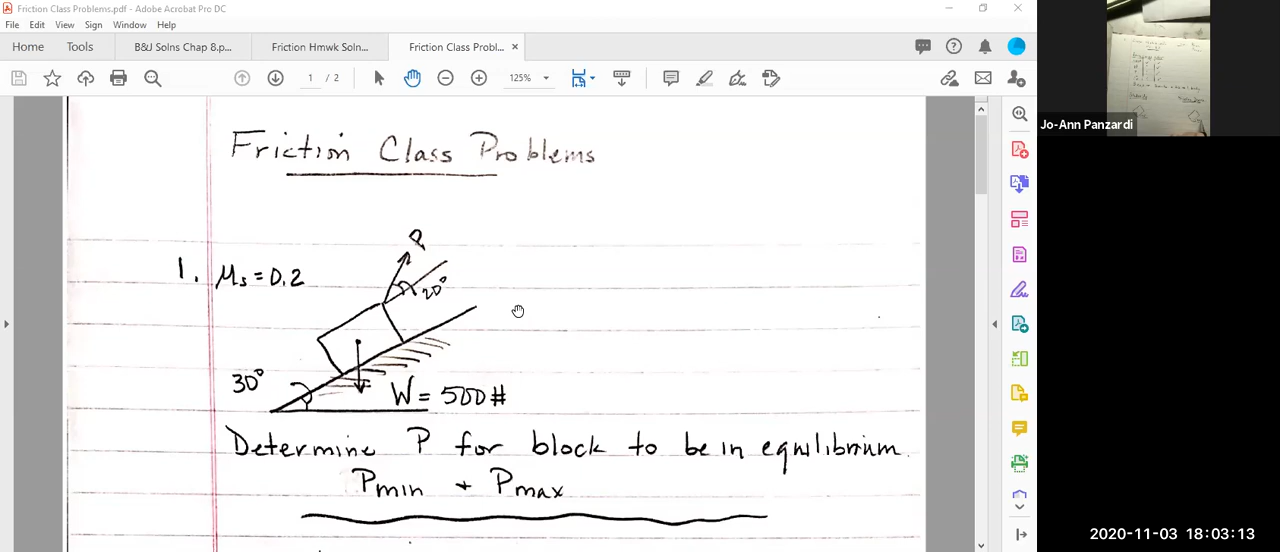 Friction Class Problems.pdf - Adobe Acrobat Pro DC
File Edit View Sign Window Help
Home Tools B&J Solns Chap 8.p... Friction Hmwk Soln... Friction Class Probl... ×
1 / 2 125%
Jo-Ann Panzardi
Friction Class Problems
P
1. μs = 0.2
20°
30°
W = 500#
Determine P for block to be in equilibrium.
Pmin + Pmax
2020-11-03 18:03:13